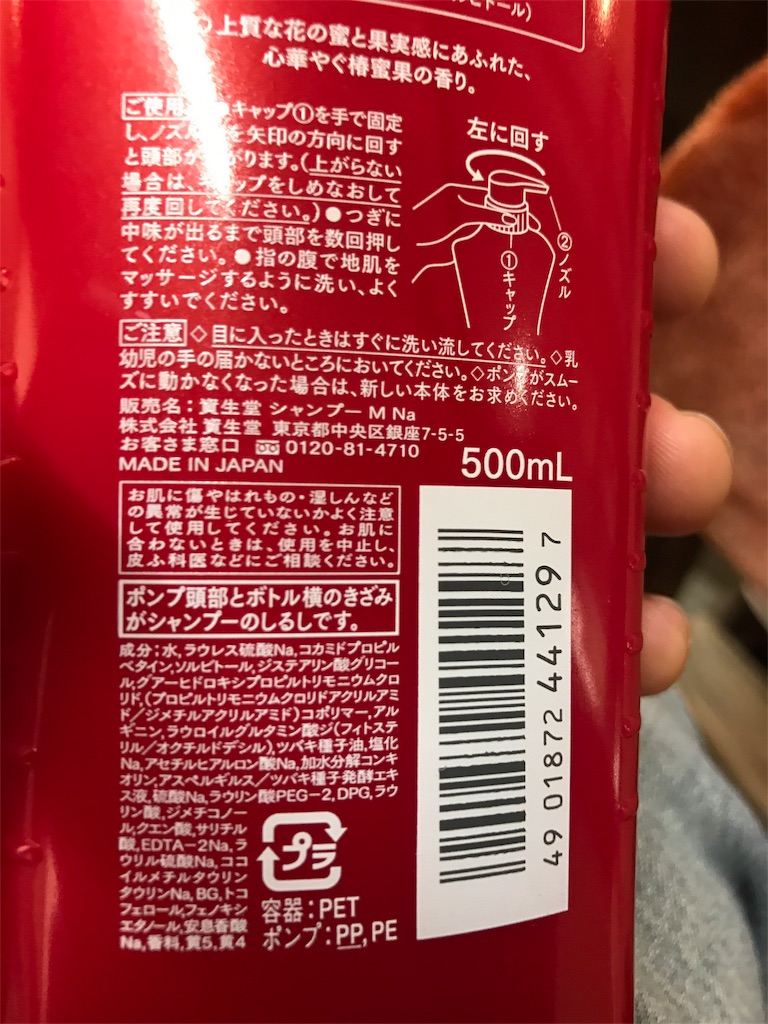 ビトール)
上質な花の蜜と果実感にあふれた、
心華やぐ椿蜜果の香り。
ご使用 キャップ①を手で固定
し、ノズル を矢印の方向に回す
と頭部が がります。(上がらない
場合は、キャップをしめなおして
再度回してください。)●つぎに
中味が出るまで頭部を数回押し
てください。●指の腹で地肌を
マッサージするように洗い、よく
すすいでください。
左に回す
①キャップ
②ノズル
ご注意 ◇目に入ったときはすぐに洗い流してください。◇乳
幼児の手の届かないところにおいてください。◇ポンプがスムー
ズに動かなくなった場合は、新しい本体をお求めください。
販売名:資生堂 シャンプー M Na
株式会社 資生堂 東京都中央区銀座7-5-5
お客さま窓口 0120-81-4710
MADE IN JAPAN
500mL
お肌に傷やはれもの・湿しんなど
の異常が生じていないかよく注意
して使用してください。お肌に
合わないときは、使用を中止し、
皮ふ科医などにご相談ください。
ポンプ頭部とボトル横のきざみ
がシャンプーのしるしです。
成分:水,ラウレス硫酸Na,コカミドプロピル
ベタイン,ソルビトール,ジステアリン酸グリコー
ル,グアーヒドロキシプロピルトリモニウムクロ
リド,(プロピルトリモニウムクロリドアクリルアミ
ド/ジメチルアクリルアミド)コポリマー,アル
ギニン,ラウロイルグルタミン酸ジ(フィトステ
リル/オクチルドデシル),ツバキ種子油,塩化
Na,アセチルヒアルロン酸Na,加水分解コンキ
オリン,アスペルギルス/ツバキ種子発酵エキ
ス液,硫酸Na,ラウリン酸PEG-2,DPG,ラウ
リン酸,ジメチコノー
ル,クエン酸,サリチル
酸,EDTA-2Na,ラ
ウリル硫酸Na,ココ
イルメチルタウリン
タウリンNa,BG,トコ
フェロール,フェノキシ
エタノール,安息香酸
Na,香料,黄5,黄4
プラ
容器:PET
ポンプ:PP,PE
49 01872 44129 7